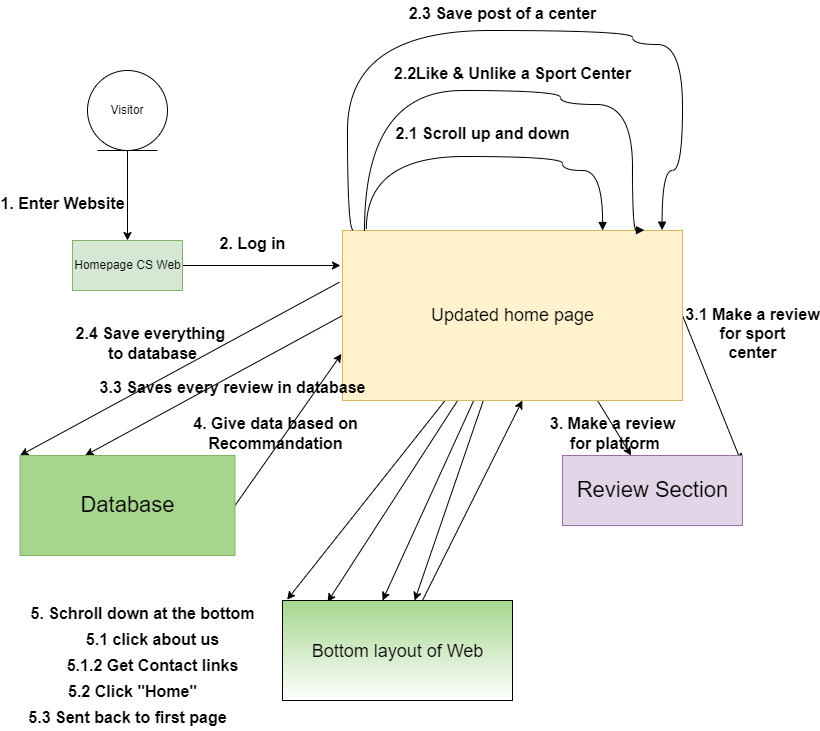 2.3 Save post of a center
2.2Like & Unlike a Sport Center
Visitor
2.1 Scroll up and down
1. Enter Website
2. Log in
Homepage CS Web
Updated home page
3.1 Make a review
for sport
center
2.4 Save everything
to database
3.3 Saves every review in database
4. Give data based on
Recommandation
3. Make a review
for platform
Database
Review Section
5. Schroll down at the bottom
5.1 click about us
5.1.2 Get Contact links
5.2 Click "Home"
5.3 Sent back to first page
Bottom layout of Web